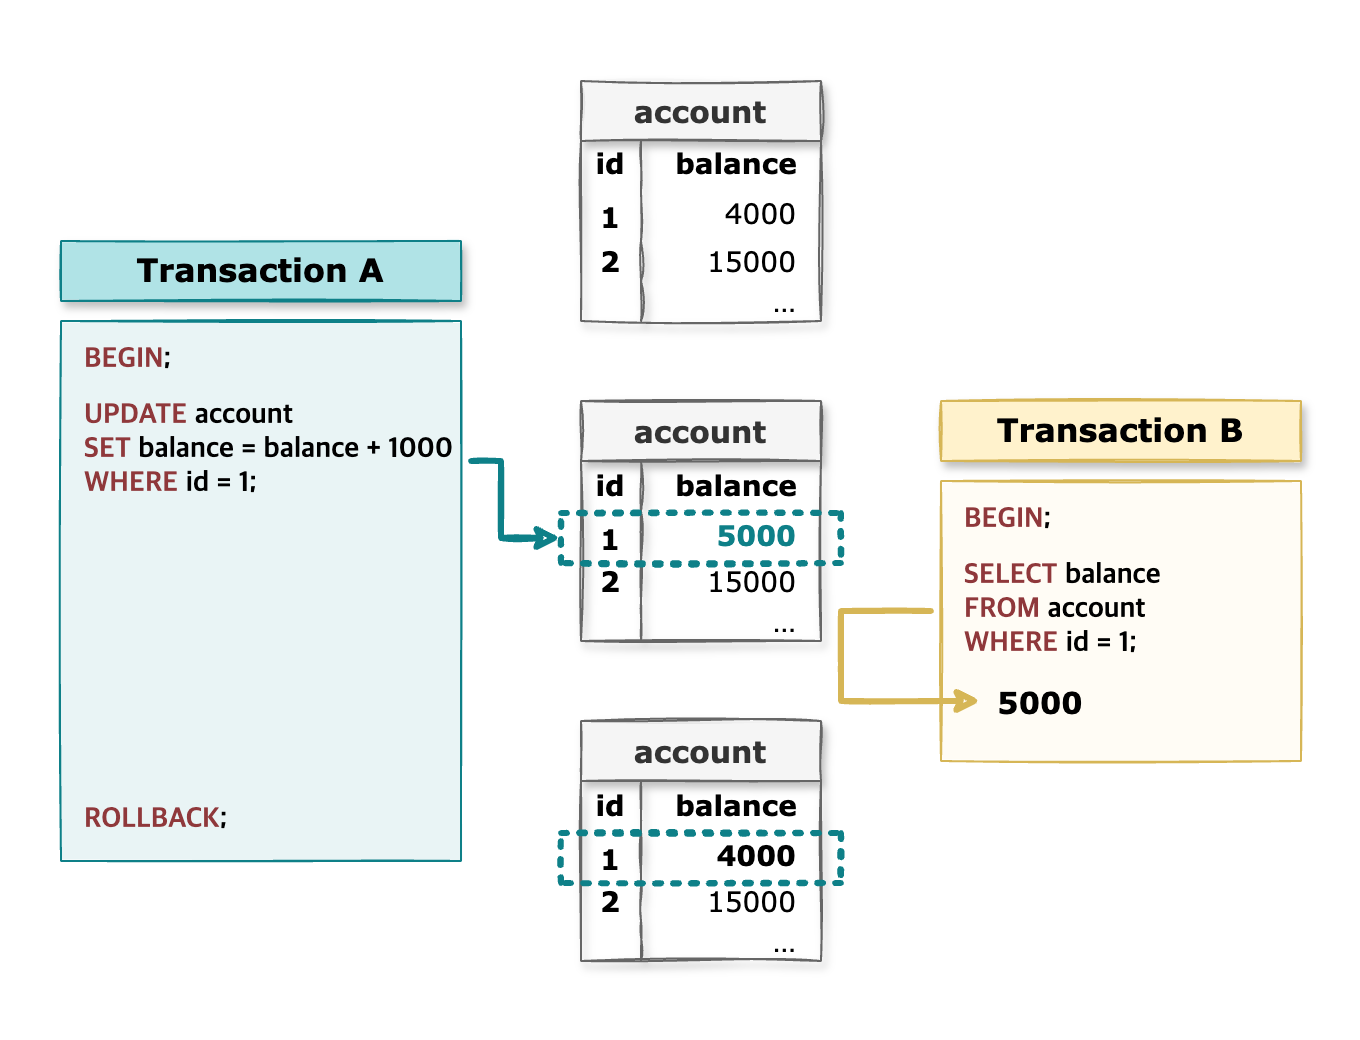 account
id balance
1 4000
2 15000
...
Transaction A
BEGIN;
UPDATE account
SET balance = balance + 1000
WHERE id = 1;
ROLLBACK;
account
id balance
1 5000
2 15000
...
Transaction B
BEGIN;
SELECT balance
FROM account
WHERE id = 1;
5000
account
id balance
1 4000
2 15000
...